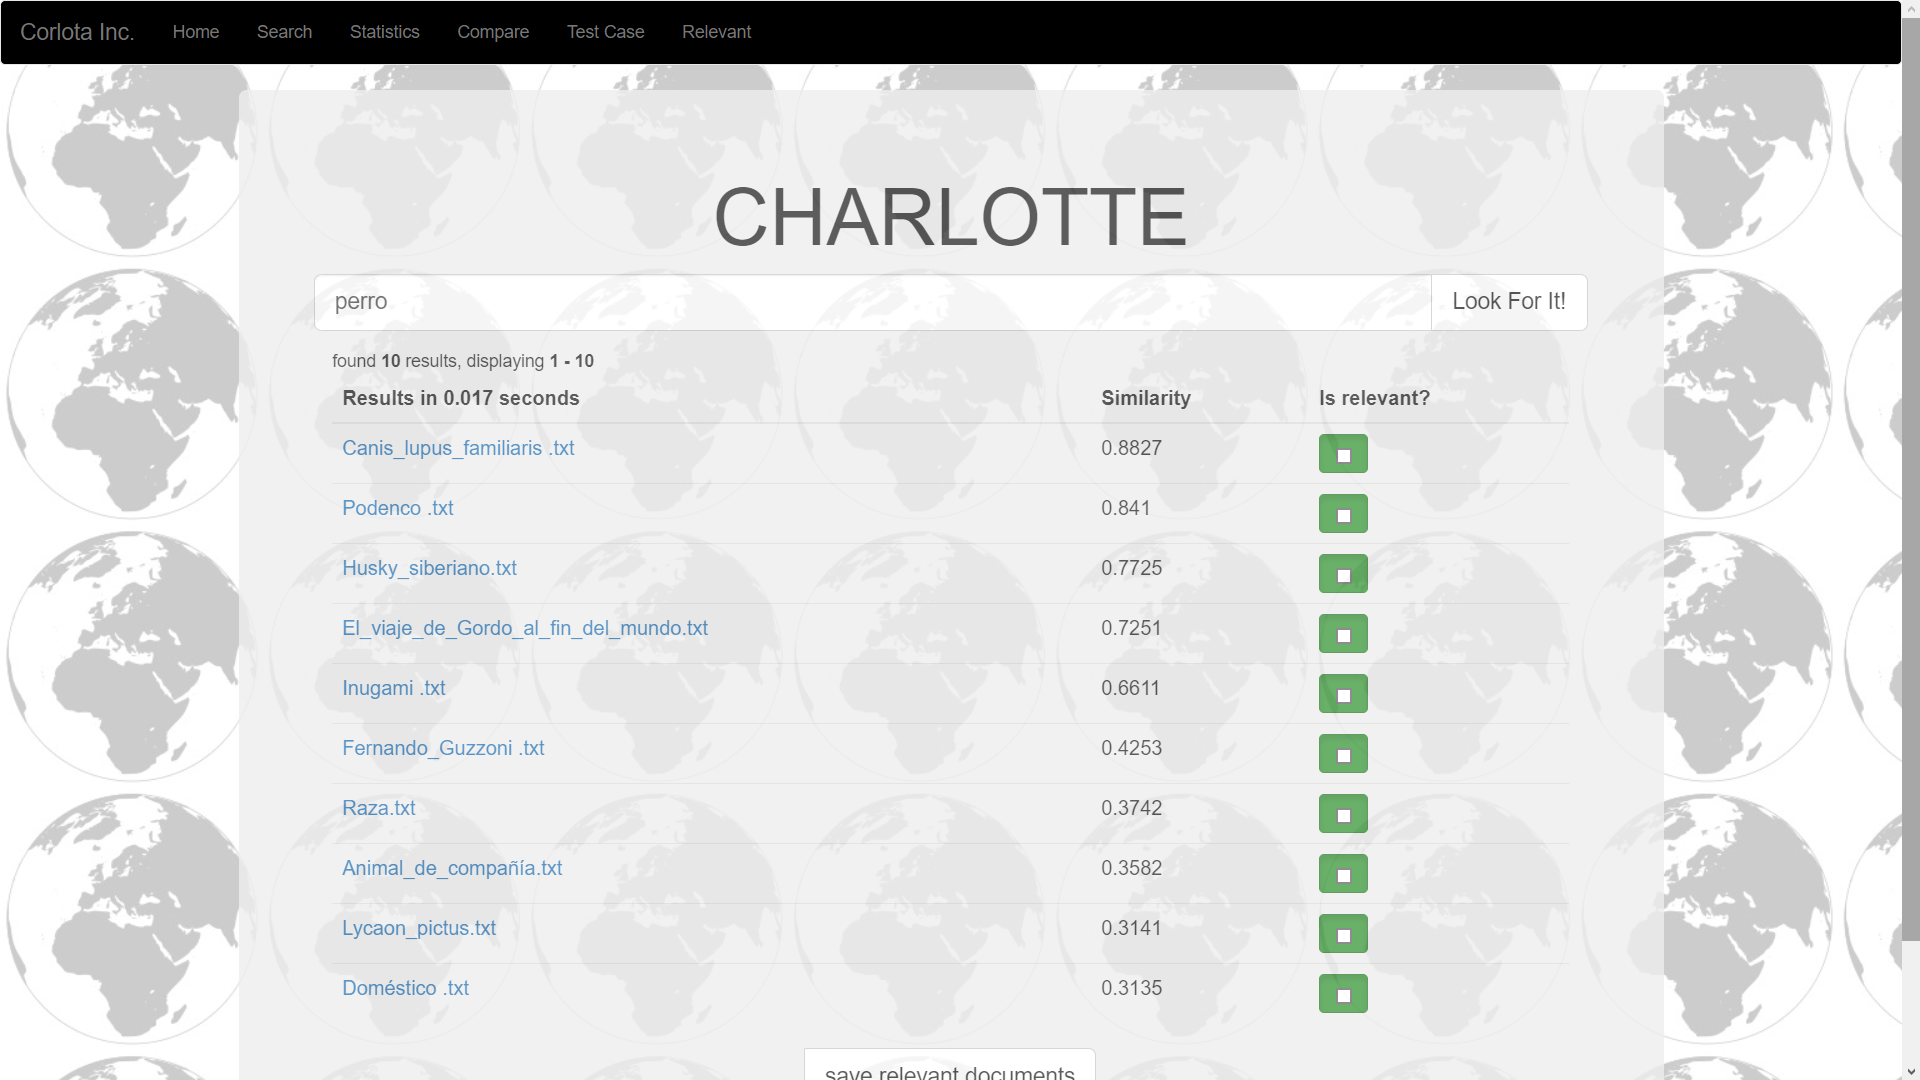 Corlota Inc. Home Search Statistics Compare Test Case Relevant
CHARLOTTE
perro Look For It!
found 10 results, displaying 1 - 10
Results in 0.017 seconds Similarity Is relevant?
Canis_lupus_familiaris .txt 0.8827
Podenco .txt 0.841
Husky_siberiano.txt 0.7725
El_viaje_de_Gordo_al_fin_del_mundo.txt 0.7251
Inugami .txt 0.6611
Fernando_Guzzoni .txt 0.4253
Raza.txt 0.3742
Animal_de_compañía.txt 0.3582
Lycaon_pictus.txt 0.3141
Doméstico .txt 0.3135
save relevant documents